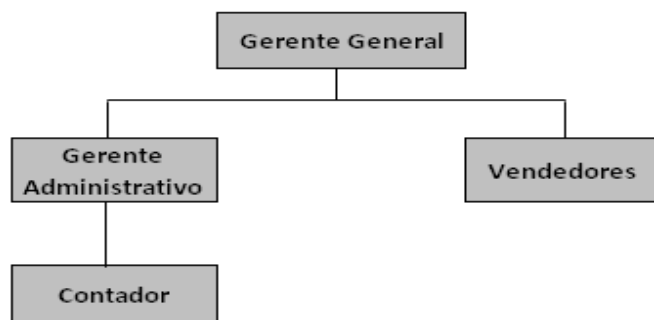 Gerente General
Gerente
Administrativo
Vendedores
Contador